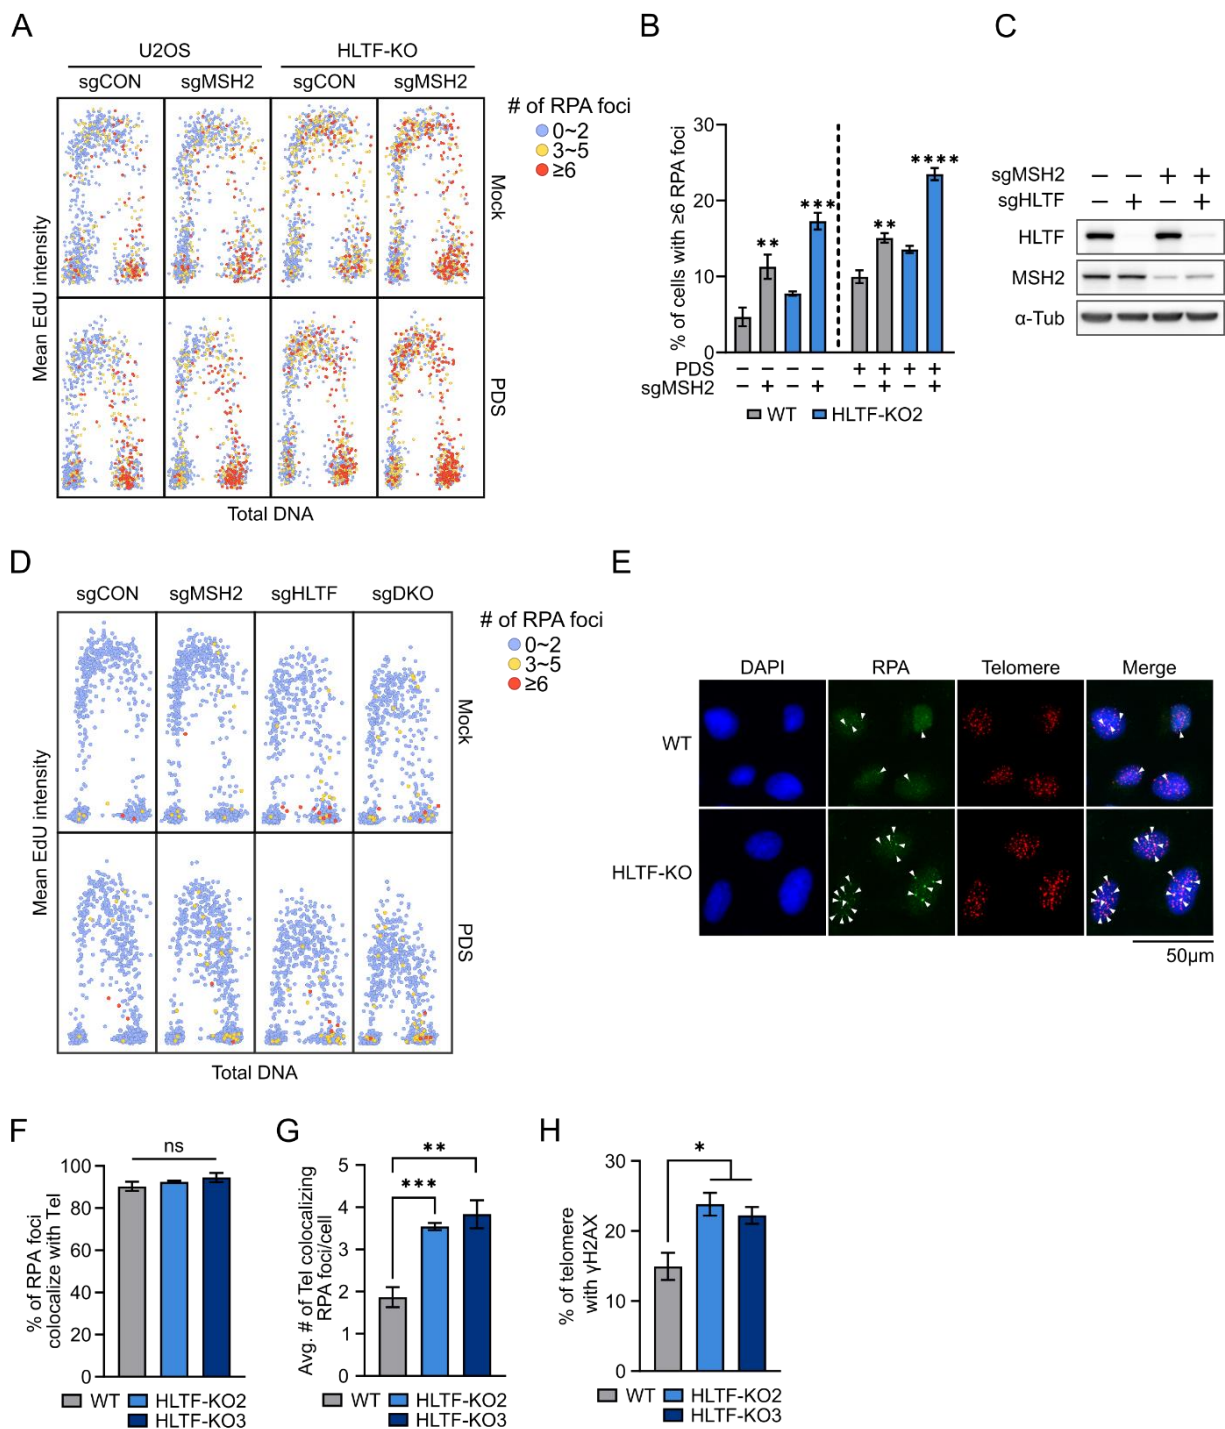 A
U2OS HLTF-KO
sgCON sgMSH2 sgCON sgMSH2
# of RPA foci
0~2
3~5
≥6
Mock
PDS
Mean EdU intensity
Total DNA
B
% of cells with ≥6 RPA foci
30
20
10
0
** *** ** ****
PDS − − − − + + + +
sgMSH2 − + − + − + − +
WT HLTF-KO2
C
sgMSH2 − − + +
sgHLTF − + − +
HLTF
MSH2
α-Tub
D
sgCON sgMSH2 sgHLTF sgDKO
# of RPA foci
0~2
3~5
≥6
Mock
PDS
Mean EdU intensity
Total DNA
E
DAPI RPA Telomere Merge
WT
HLTF-KO
50μm
F
ns
% of RPA foci
colocalize with Tel
100
80
60
40
20
0
WT HLTF-KO2
HLTF-KO3
G
**
***
Avg. # of Tel colocalizing
RPA foci/cell
5
4
3
2
1
0
WT HLTF-KO2
HLTF-KO3
H
*
% of telomere
with γH2AX
30
20
10
0
WT HLTF-KO2
HLTF-KO3